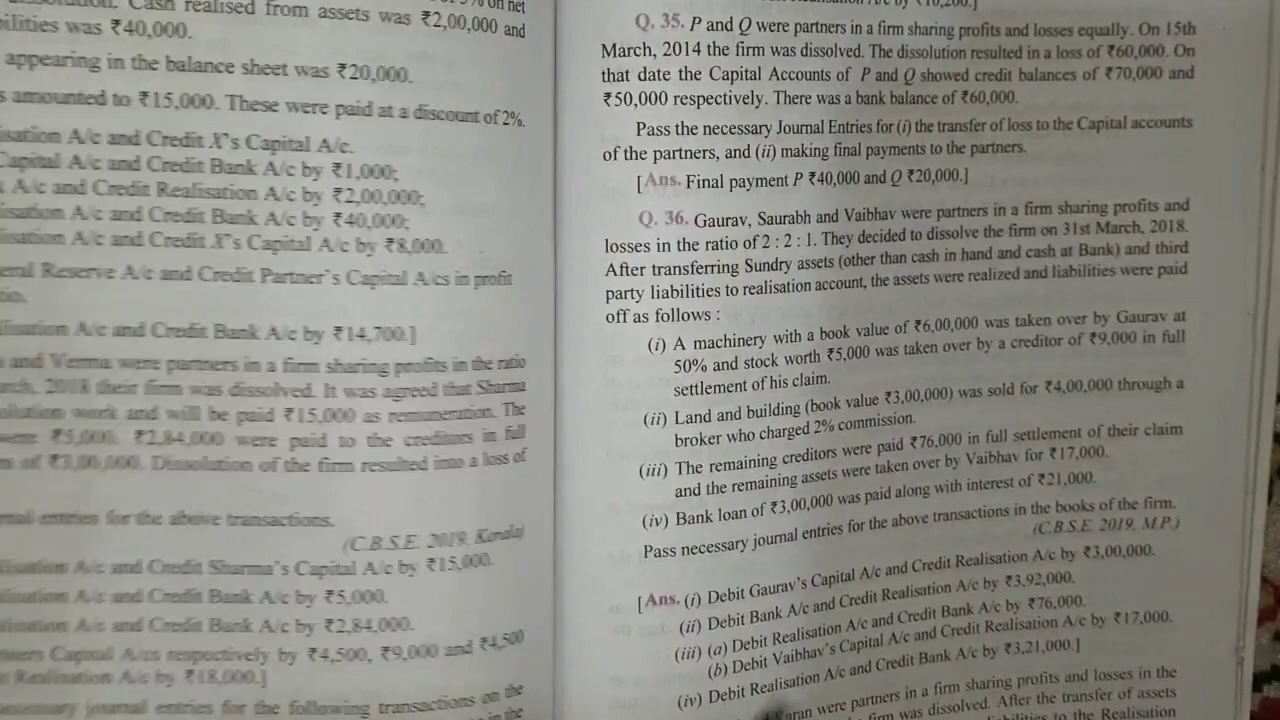 Cash realised from assets was ₹2,00,000 and
ilities was ₹40,000.
appearing in the balance sheet was ₹20,000.
s amounted to ₹15,000. These were paid at a discount of 2%.
isation A/c and Credit X's Capital A/c.
Capital A/c and Credit Bank A/c by ₹1,000;
A/c and Credit Realisation A/c by ₹2,00,000;
isation A/c and Credit Bank A/c by ₹40,000;
isation A/c and Credit X's Capital A/c by ₹8,000.
eral Reserve A/c and Credit Partner's Capital A/cs in profit
isation A/c and Credit Bank A/c by ₹14,700.]
and Verma were partners in a firm sharing profits in the ratio
their firm was dissolved. It was agreed that Sharma
work and will be paid ₹15,000 as remuneration. The
₹5,000. ₹2,84,000 were paid to the creditors in full
of ₹3,00,000. Dissolution of the firm resulted into a loss of
entries for the above transactions.
(C.B.S.E. 2019, Kerala)
A/c and Credit Sharma's Capital A/c by ₹15,000.
A/c and Credit Bank A/c by ₹5,000.
A/c and Credit Bank A/c by ₹2,84,000.
Capital A/cs respectively by ₹4,500, ₹9,000 and ₹4,500
Realisation A/c by ₹18,000.]
journal entries for the following transactions on the
in the
Q. 35. P and Q were partners in a firm sharing profits and losses equally. On 15th
March, 2014 the firm was dissolved. The dissolution resulted in a loss of ₹60,000. On
that date the Capital Accounts of P and Q showed credit balances of ₹70,000 and
₹50,000 respectively. There was a bank balance of ₹60,000.
Pass the necessary Journal Entries for (i) the transfer of loss to the Capital accounts
of the partners, and (ii) making final payments to the partners.
[Ans. Final payment P ₹40,000 and Q ₹20,000.]
Q. 36. Gaurav, Saurabh and Vaibhav were partners in a firm sharing profits and
losses in the ratio of 2 : 2 : 1. They decided to dissolve the firm on 31st March, 2018.
After transferring Sundry assets (other than cash in hand and cash at Bank) and third
party liabilities to realisation account, the assets were realized and liabilities were paid
off as follows :
(i) A machinery with a book value of ₹6,00,000 was taken over by Gaurav at
50% and stock worth ₹5,000 was taken over by a creditor of ₹9,000 in full
settlement of his claim.
(ii) Land and building (book value ₹3,00,000) was sold for ₹4,00,000 through a
broker who charged 2% commission.
(iii) The remaining creditors were paid ₹76,000 in full settlement of their claim
and the remaining assets were taken over by Vaibhav for ₹17,000.
(iv) Bank loan of ₹3,00,000 was paid along with interest of ₹21,000.
Pass necessary journal entries for the above transactions in the books of the firm.
(C.B.S.E. 2019, M.P.)
[Ans. (i) Debit Gaurav's Capital A/c and Credit Realisation A/c by ₹3,00,000.
(ii) Debit Bank A/c and Credit Realisation A/c by ₹3,92,000.
(iii) (a) Debit Realisation A/c and Credit Bank A/c by ₹76,000.
(b) Debit Vaibhav's Capital A/c and Credit Realisation A/c by ₹17,000.
(iv) Debit Realisation A/c and Credit Bank A/c by ₹3,21,000.]
were partners in a firm sharing profits and losses in the
firm was dissolved. After the transfer of assets
to the Realisation